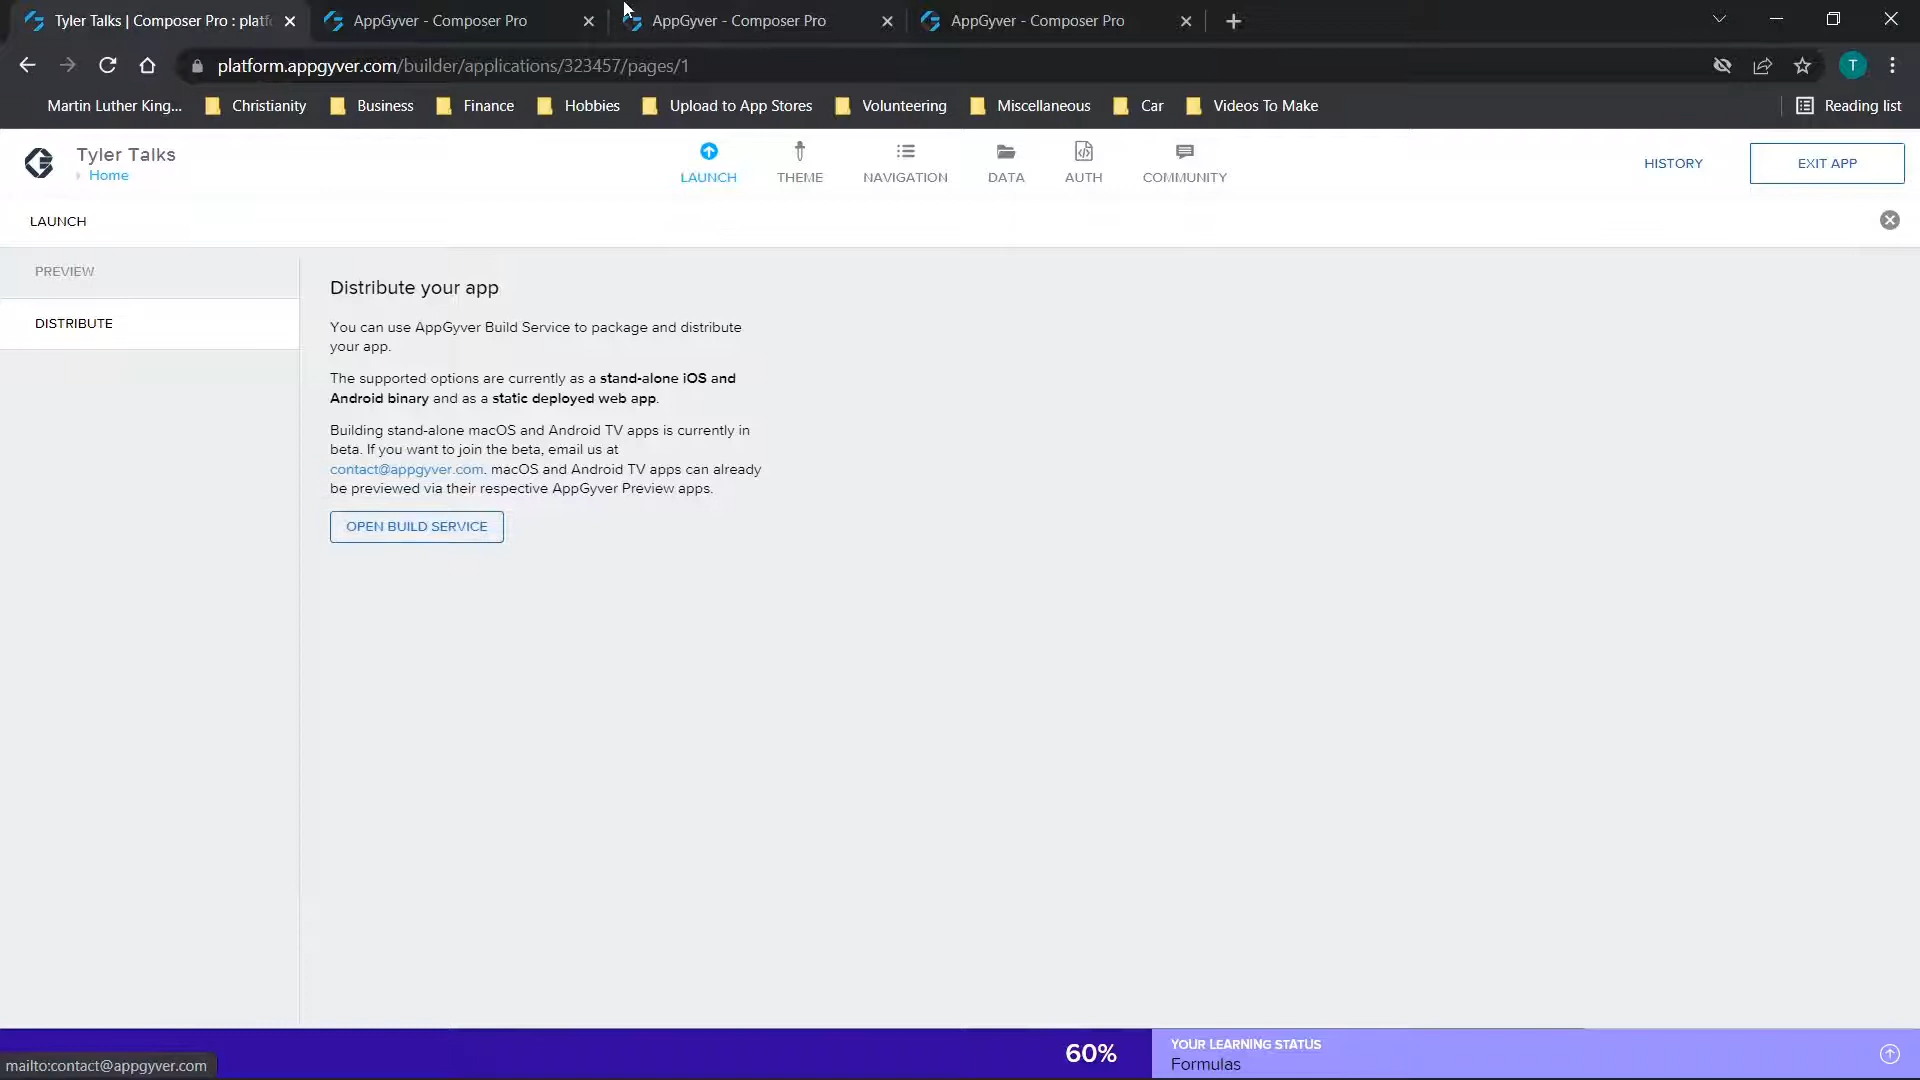 Tyler Talks | Composer Pro : platf
AppGyver - Composer Pro
AppGyver - Composer Pro
AppGyver - Composer Pro
platform.appgyver.com/builder/applications/323457/pages/1
T
Martin Luther King...
Christianity
Business
Finance
Hobbies
Upload to App Stores
Volunteering
Miscellaneous
Car
Videos To Make
Reading list
Tyler Talks
Home
LAUNCH
THEME
NAVIGATION
DATA
AUTH
COMMUNITY
HISTORY
EXIT APP
LAUNCH
PREVIEW
DISTRIBUTE
Distribute your app
You can use AppGyver Build Service to package and distribute
your app.
The supported options are currently as a stand-alone iOS and
Android binary and as a static deployed web app.
Building stand-alone macOS and Android TV apps is currently in
beta. If you want to join the beta, email us at
contact@appgyver.com. macOS and Android TV apps can already
be previewed via their respective AppGyver Preview apps.
OPEN BUILD SERVICE
60%
YOUR LEARNING STATUS
Formulas
mailto:contact@appgyver.com